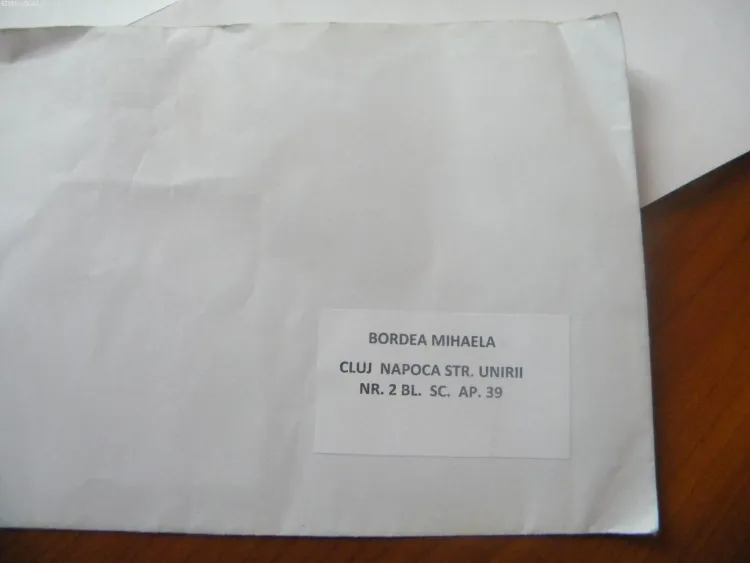 BORDEA MIHAELA
CLUJ NAPOCA STR. UNIRII
NR. 2 BL. SC. AP. 39